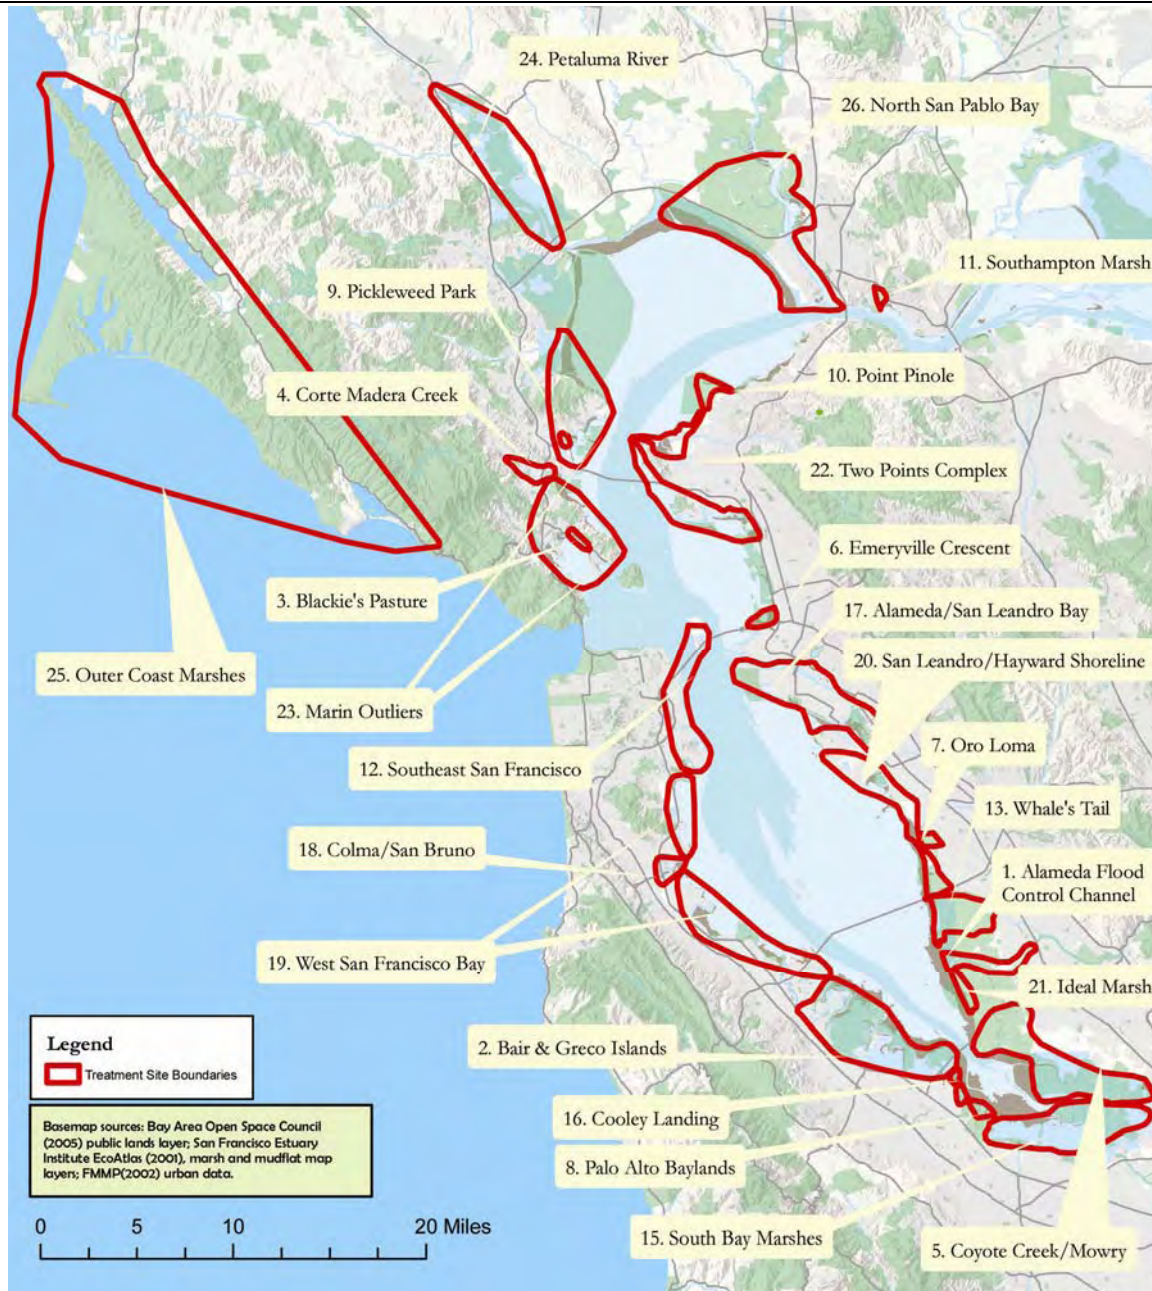 24. Petaluma River
26. North San Pablo Bay
11. Southampton Marsh
9. Pickleweed Park
10. Point Pinole
4. Corte Madera Creek
22. Two Points Complex
6. Emeryville Crescent
3. Blackie's Pasture
17. Alameda/San Leandro Bay
25. Outer Coast Marshes
20. San Leandro/Hayward Shoreline
23. Marin Outliers
7. Oro Loma
12. Southeast San Francisco
13. Whale's Tail
18. Colma/San Bruno
1. Alameda Flood
Control Channel
19. West San Francisco Bay
21. Ideal Marsh
2. Bair & Greco Islands
16. Cooley Landing
8. Palo Alto Baylands
15. South Bay Marshes
5. Coyote Creek/Mowry
Legend
Treatment Site Boundaries
Basemap sources: Bay Area Open Space Council
(2005) public lands layer; San Francisco Estuary
Institute EcoAtlas (2001), marsh and mudflat map
layers; FMMP(2002) urban data.
0 5 10 20 Miles